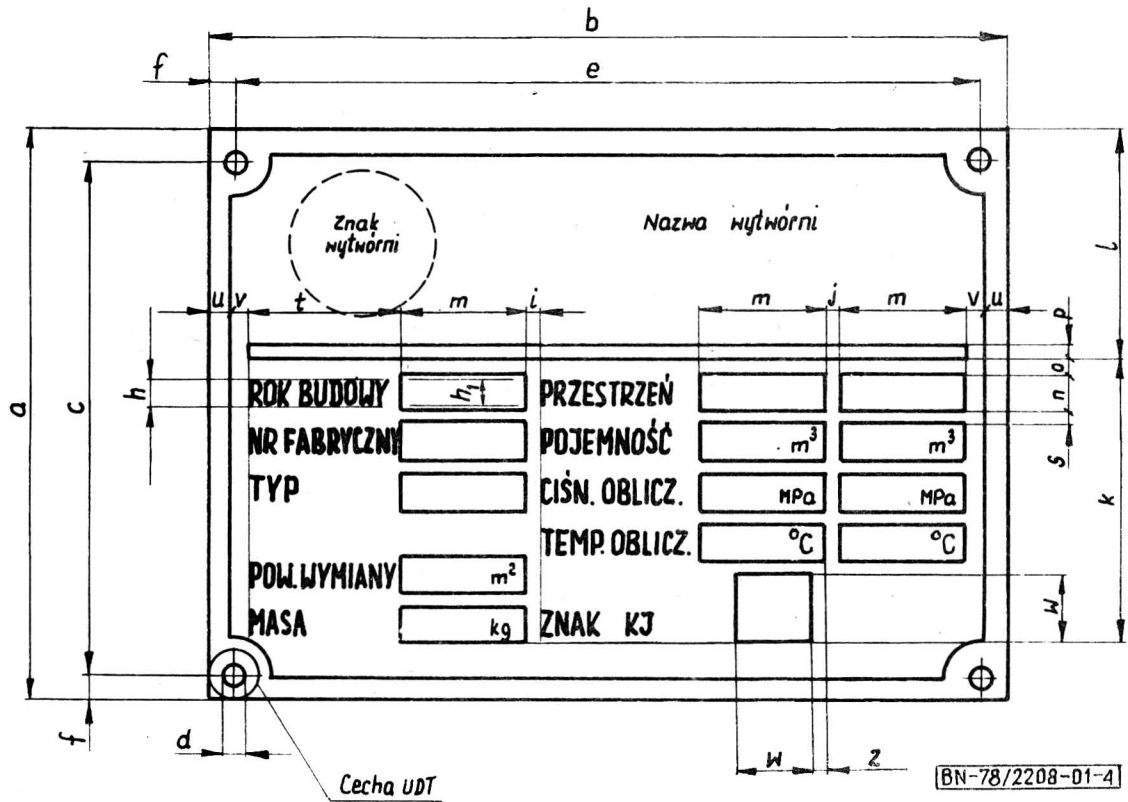 b
f e
Znak
wytwórni
Nazwa wytwórni
a c l
u v t m i m j m v u
p
o
h h₁ n
s
ROK BUDOWY PRZESTRZEŃ
NR FABRYCZNY POJEMNOŚĆ m³ m³
TYP CIŚN. OBLICZ. MPa MPa
k
TEMP. OBLICZ. °C °C
POW. WYMIANY m²
MASA kg ZNAK KJ w
f d
w z
Cecha UDT
BN-78/2208-01-4